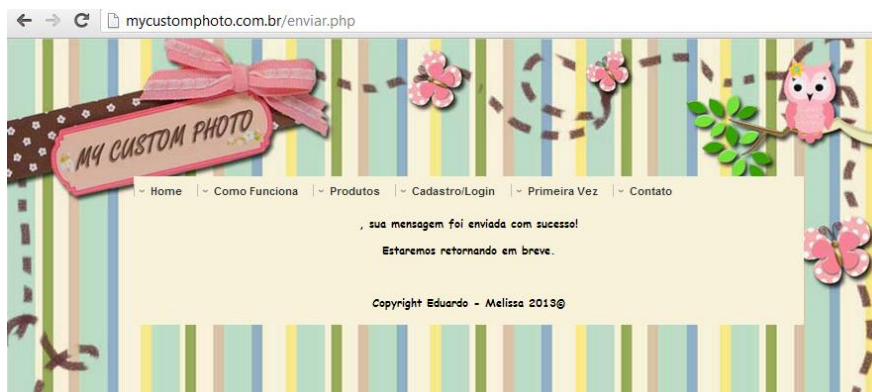 mycustomphoto.com.br/enviar.php
MY CUSTOM PHOTO
Home Como Funciona Produtos Cadastro/Login Primeira Vez Contato
, sua mensagem foi enviada com sucesso!
Estaremos retornando em breve.
Copyright Eduardo - Melissa 2013©